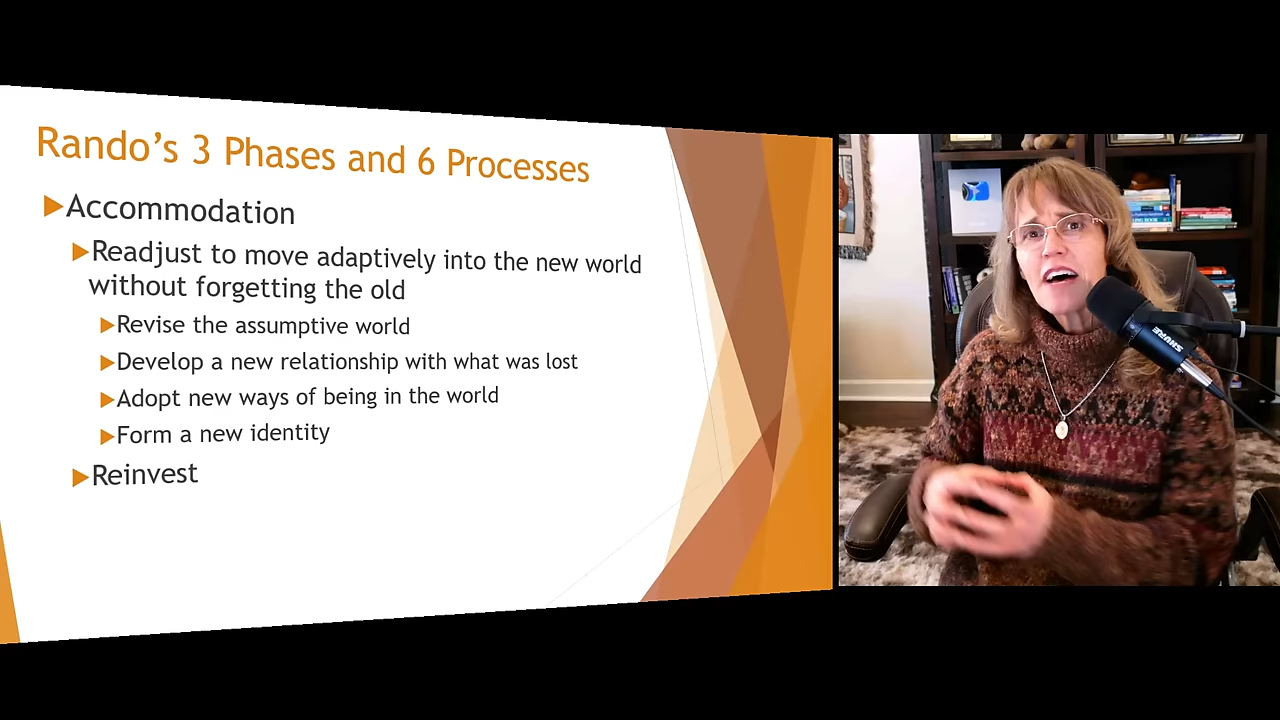 Rando's 3 Phases and 6 Processes
Accommodation
Readjust to move adaptively into the new world
without forgetting the old
Revise the assumptive world
Develop a new relationship with what was lost
Adopt new ways of being in the world
Form a new identity
Reinvest
SHURE